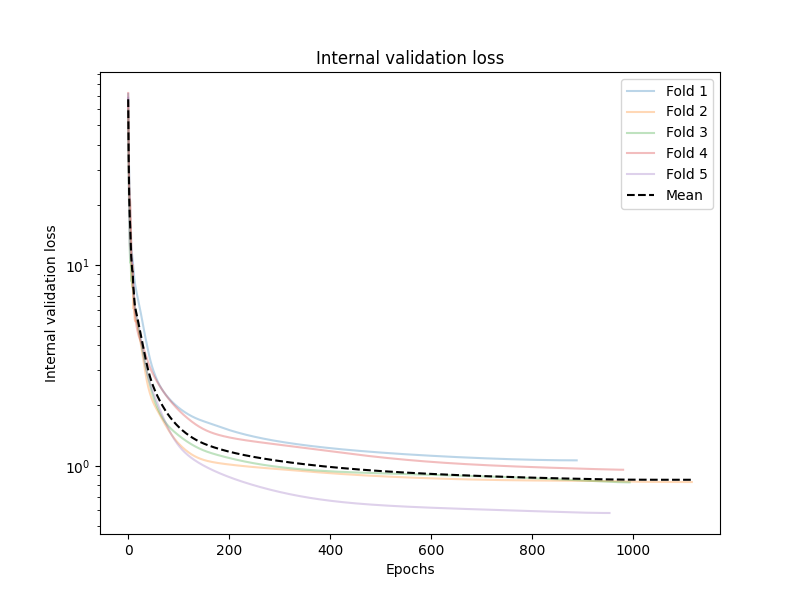 Internal validation loss
Fold 1
Fold 2
Fold 3
Fold 4
Fold 5
Mean
Internal validation loss
10¹
10⁰
0 200 400 600 800 1000
Epochs